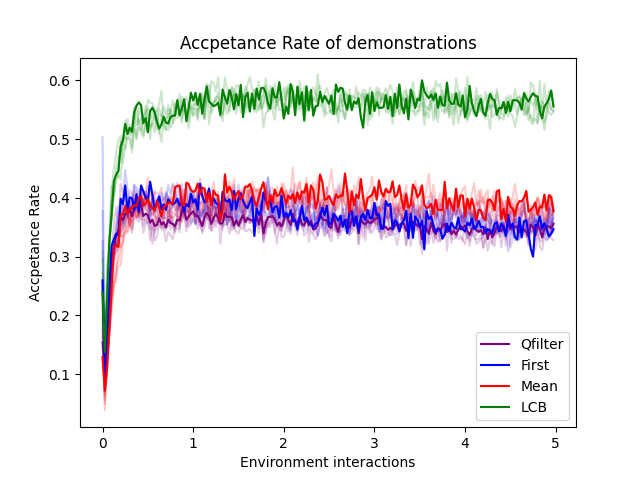 Accpetance Rate of demonstrations
Accpetance Rate
0.6
0.5
0.4
0.3
0.2
0.1
0 1 2 3 4 5
Environment interactions
Qfilter
First
Mean
LCB